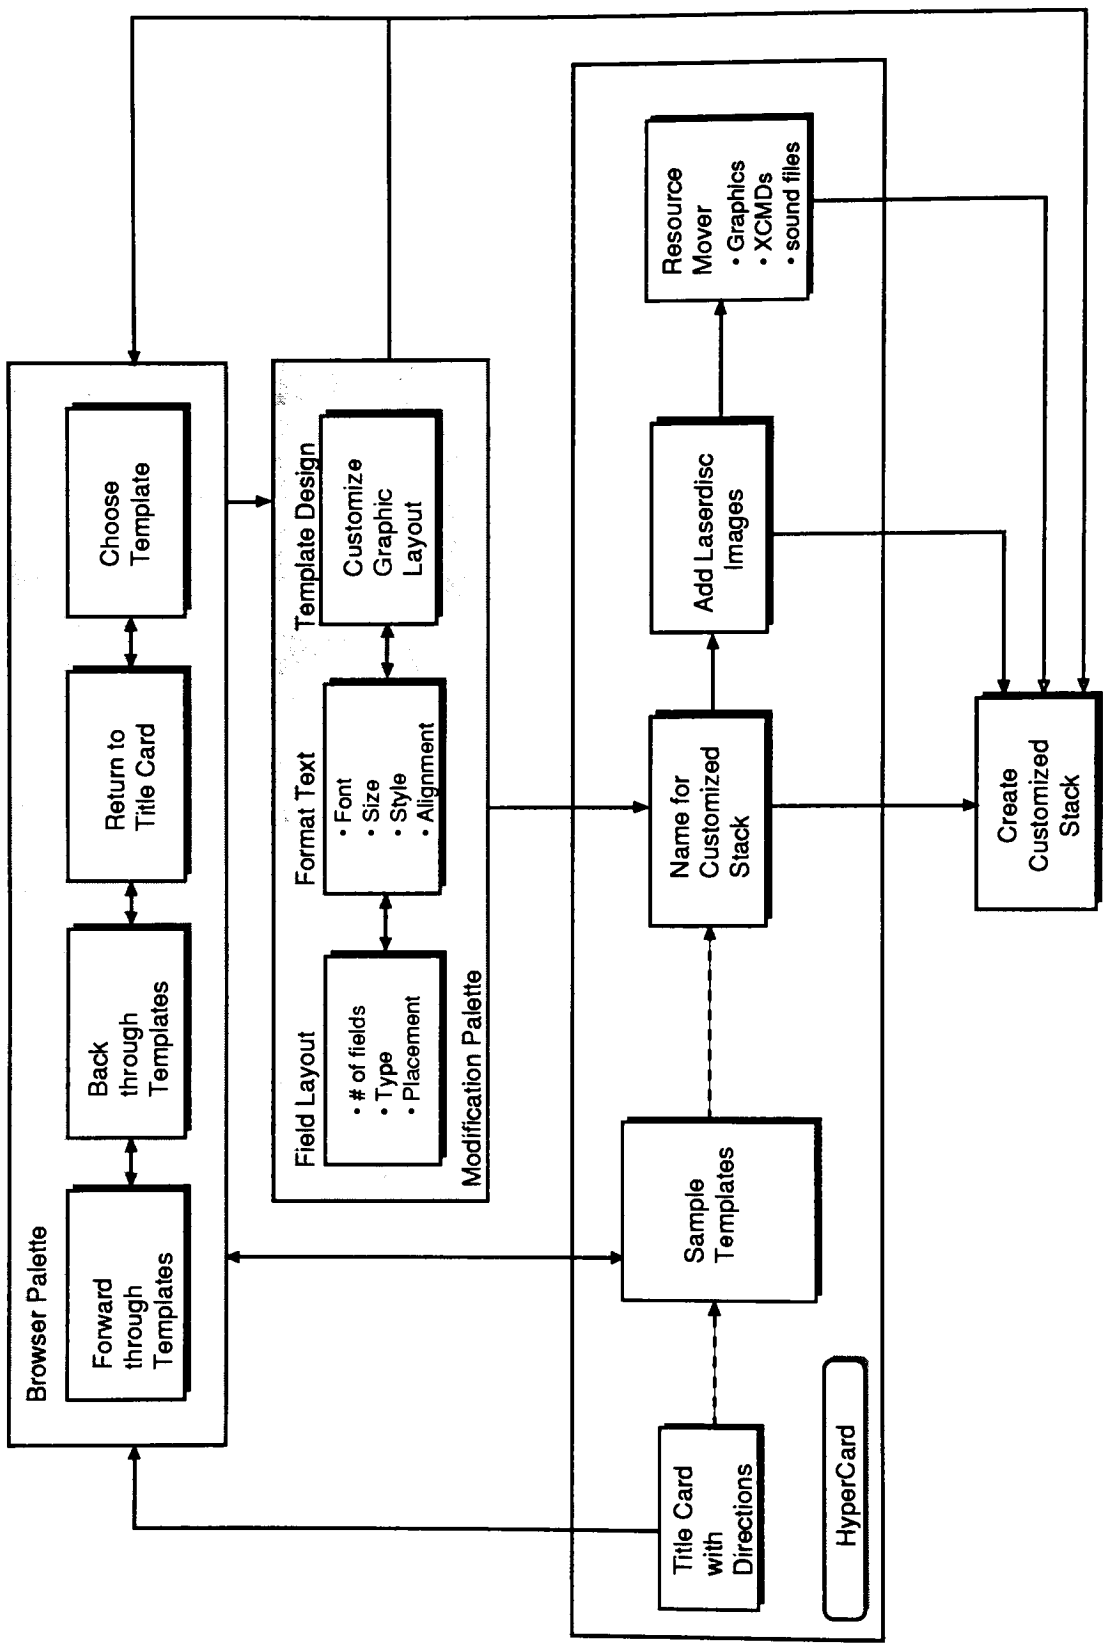 Browser Palette
Forward
through
Templates
Back
through
Templates
Return to
Title Card
Choose
Template
Field Layout
• # of fields
• Type
• Placement
Format Text
• Font
• Size
• Style
• Alignment
Template Design
Customize
Graphic
Layout
Modification Palette
Title Card
with
Directions
Sample
Templates
Name for
Customized
Stack
Add Laserdisc
Images
Resource
Mover
• Graphics
• XCMDs
• sound files
HyperCard
Create
Customized
Stack